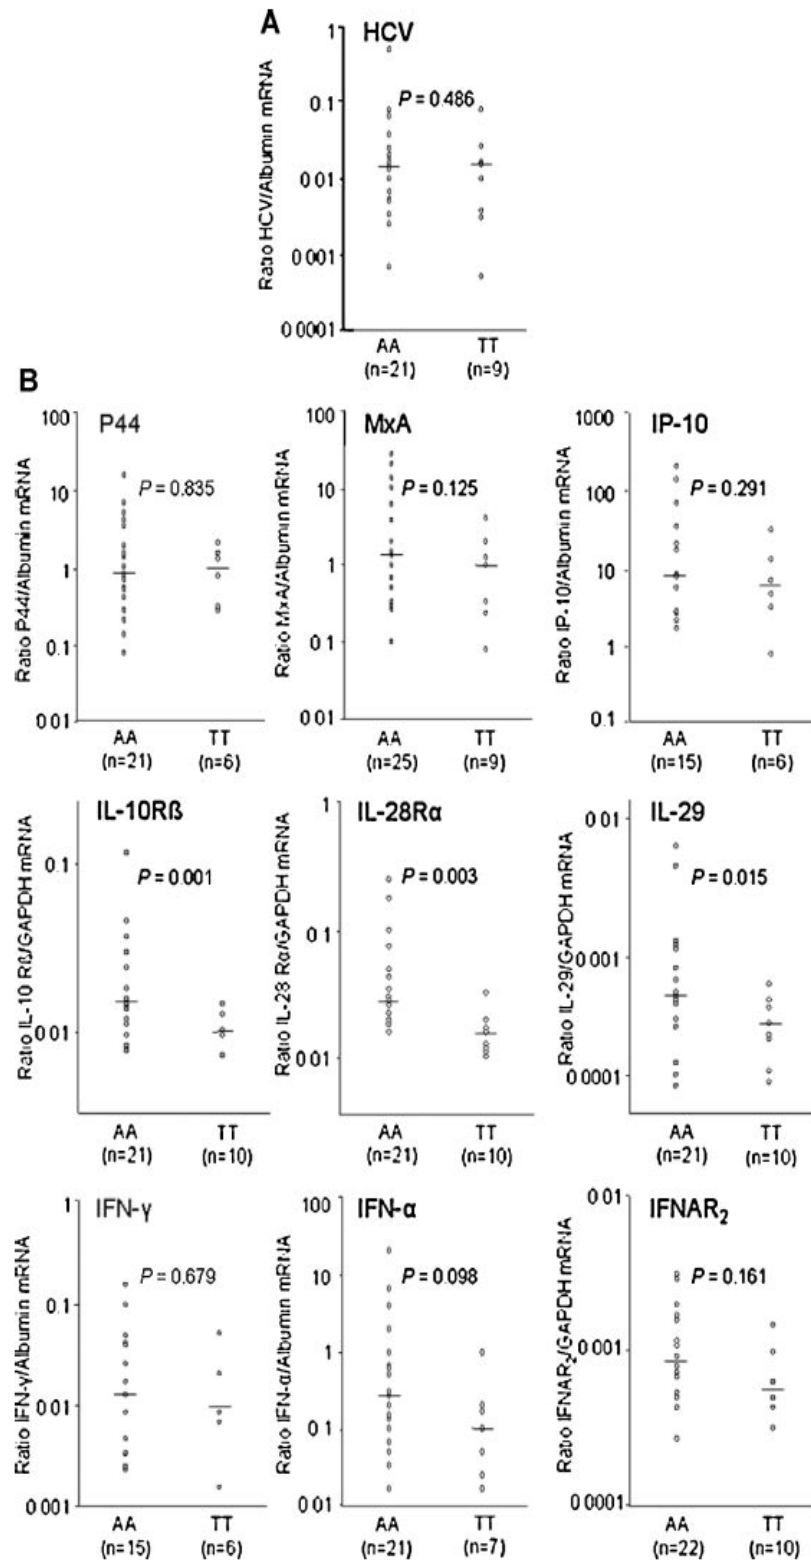 A
HCV
P = 0.486
Ratio HCV/Albumin mRNA
1
0.1
0 01
0 001
0 0001
AA
(n=21)
TT
(n=9)
B
P44
P = 0.835
Ratio P44/Albumin mRNA
100
10
1
0.1
0 01
AA
(n=21)
TT
(n=6)
MxA
P = 0.125
Ratio MxA/Albumin mRNA
100
10
1
0 1
0 01
AA
(n=25)
TT
(n=9)
IP-10
P = 0.291
Ratio IP-10/Albumin mRNA
1000
100
10
1
0.1
AA
(n=15)
TT
(n=6)
IL-10Rß
P = 0.001
Ratio IL-10 Rß/GAPDH mRNA
0.1
0 01
AA
(n=21)
TT
(n=10)
IL-28Rα
P = 0.003
Ratio IL-28 Rα/GAPDH mRNA
1
0 1
0 01
AA
(n=21)
TT
(n=10)
IL-29
P = 0.015
Ratio IL-29/GAPDH mRNA
0 01
0 001
0 0001
AA
(n=21)
TT
(n=10)
IFN-γ
P = 0.679
Ratio IFN-γ/Albumin mRNA
1
0.1
0 01
0 001
AA
(n=15)
TT
(n=6)
IFN-α
P = 0.098
Ratio IFN-α/Albumin mRNA
100
10
1
0 1
0 01
AA
(n=21)
TT
(n=7)
IFNAR₂
P = 0.161
Ratio IFNAR₂/GAPDH mRNA
0 01
0 001
0 0001
AA
(n=22)
TT
(n=10)